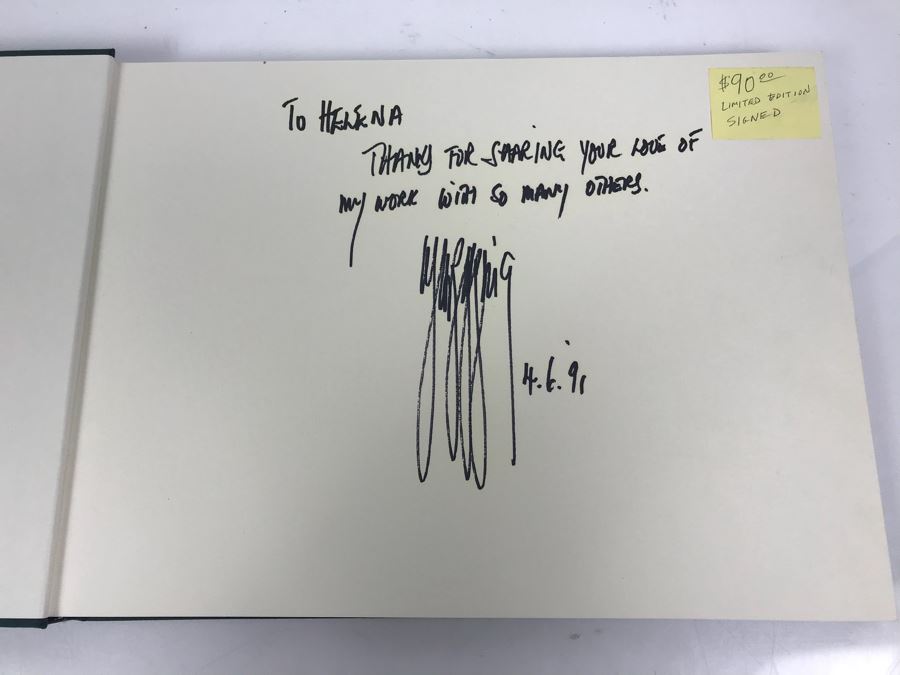 To HELENA
THANKS FOR SHARING YOUR LOVE OF
MY WORK WITH SO MANY OTHERS.
4.6.91
$90.00
LIMITED EDITION
SIGNED